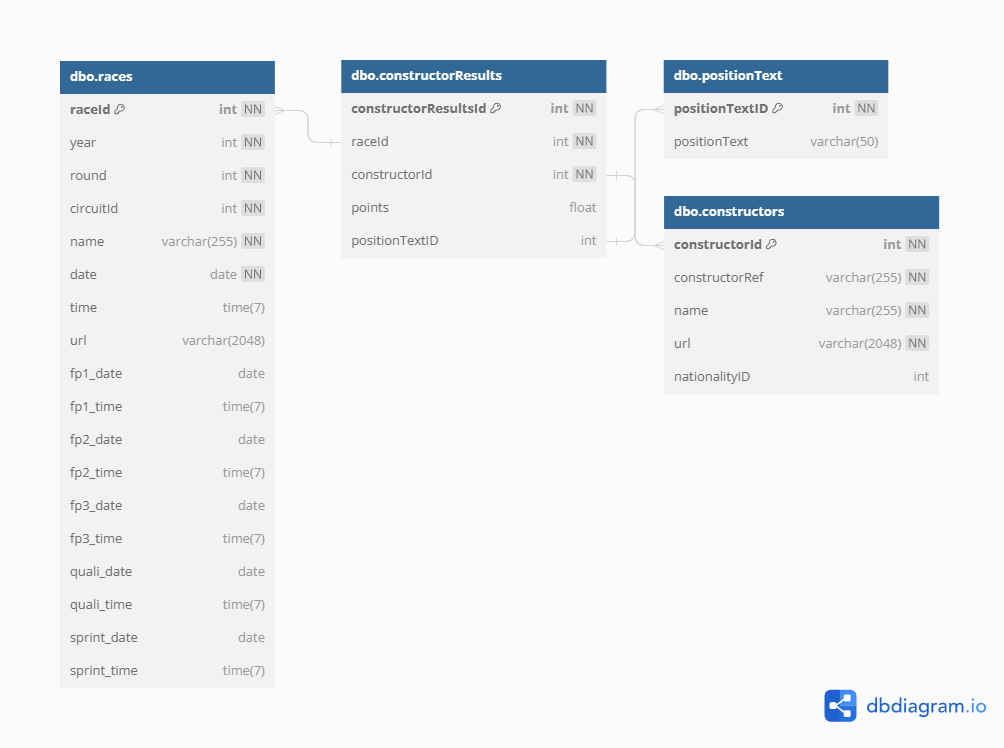 dbo.races
raceId int NN
year int NN
round int NN
circuitId int NN
name varchar(255) NN
date date NN
time time(7)
url varchar(2048)
fp1_date date
fp1_time time(7)
fp2_date date
fp2_time time(7)
fp3_date date
fp3_time time(7)
quali_date date
quali_time time(7)
sprint_date date
sprint_time time(7)
dbo.constructorResults
constructorResultsId int NN
raceId int NN
constructorId int NN
points float
positionTextID int
dbo.positionText
positionTextID int NN
positionText varchar(50)
dbo.constructors
constructorId int NN
constructorRef varchar(255) NN
name varchar(255) NN
url varchar(2048) NN
nationalityID int
dbdiagram.io